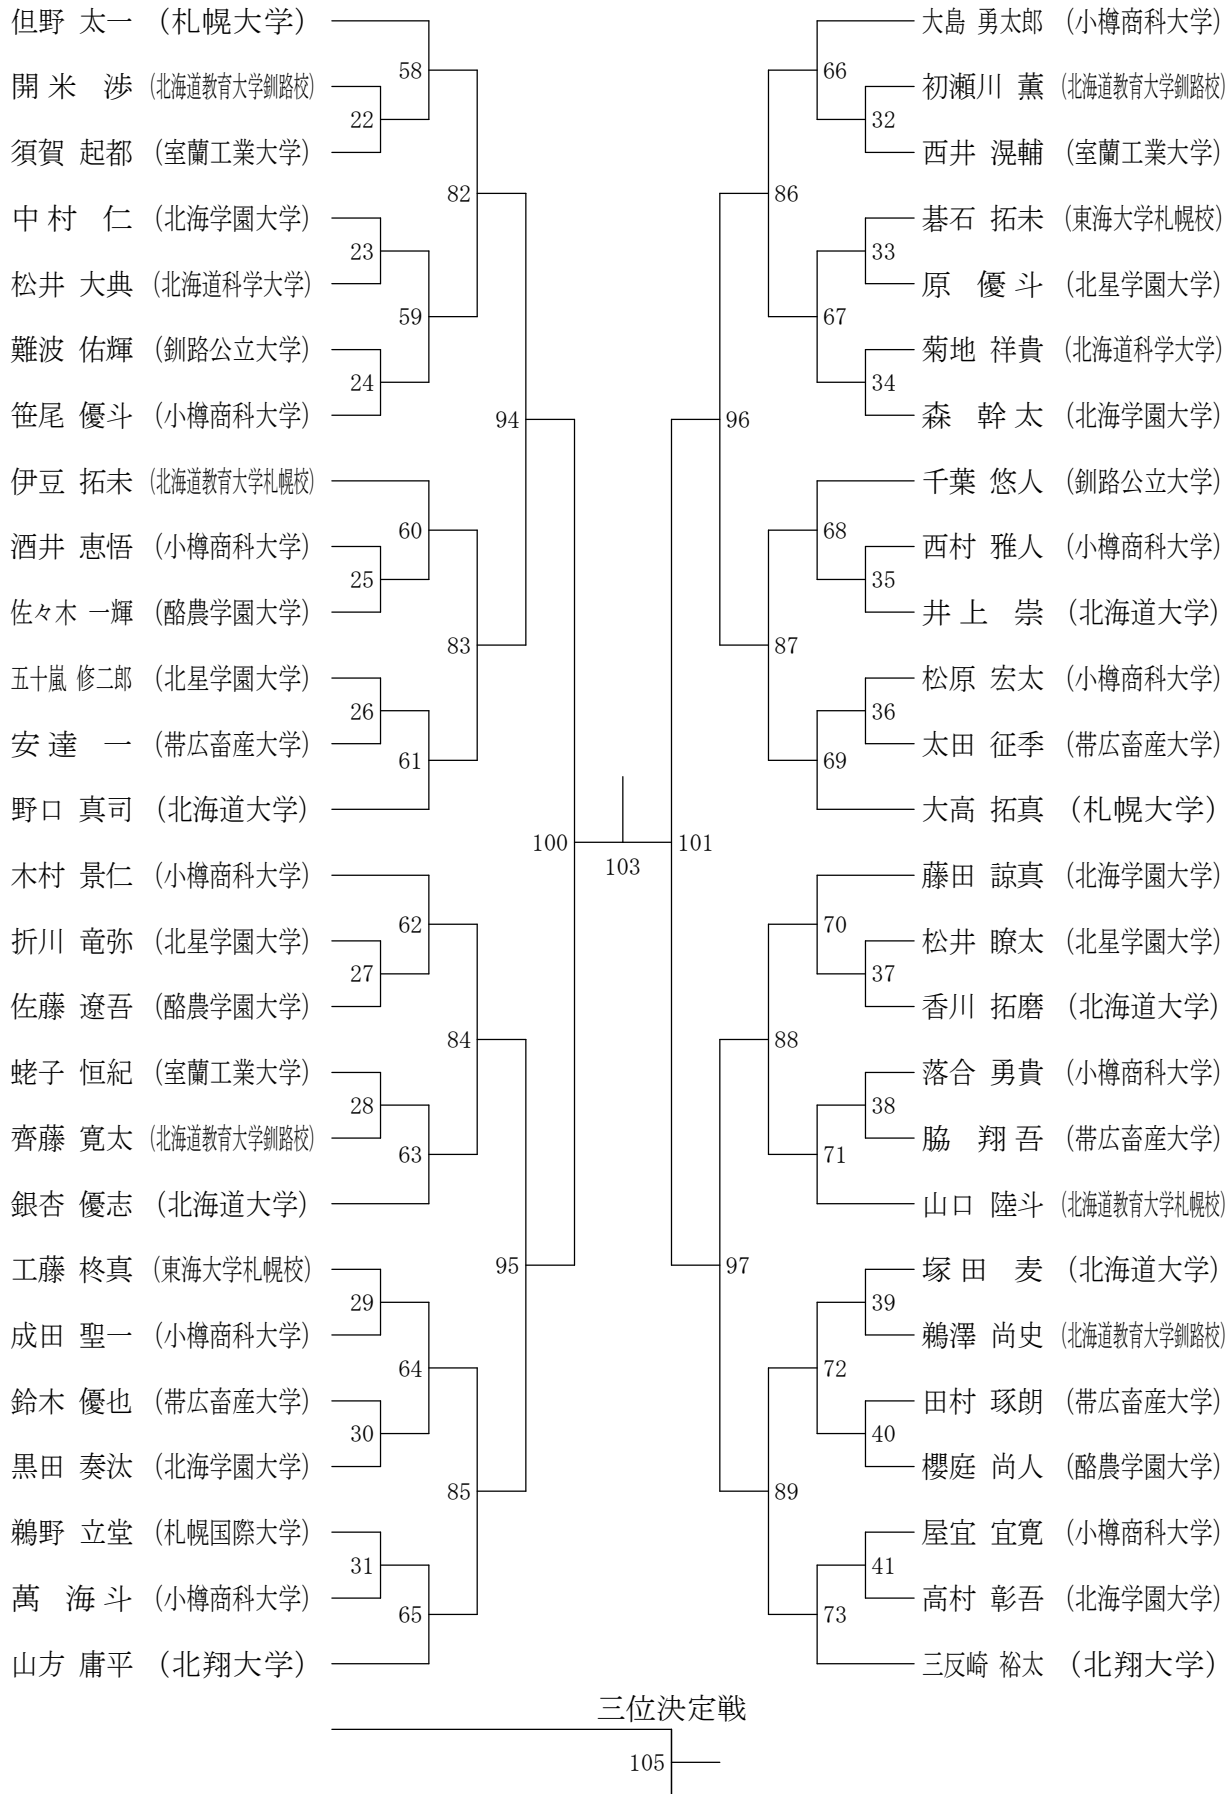 但野 太一 (札幌大学)
開米 渉 (北海道教育大学釧路校)
須賀 起都 (室蘭工業大学)
中村 仁 (北海学園大学)
松井 大典 (北海道科学大学)
難波 佑輝 (釧路公立大学)
笹尾 優斗 (小樽商科大学)
伊豆 拓未 (北海道教育大学札幌校)
酒井 恵悟 (小樽商科大学)
佐々木 一輝 (酪農学園大学)
五十嵐 修二郎 (北星学園大学)
安達 一 (帯広畜産大学)
野口 真司 (北海道大学)
木村 景仁 (小樽商科大学)
折川 竜弥 (北星学園大学)
佐藤 遼吾 (酪農学園大学)
蛯子 恒紀 (室蘭工業大学)
齊藤 寛太 (北海道教育大学釧路校)
銀杏 優志 (北海道大学)
工藤 柊真 (東海大学札幌校)
成田 聖一 (小樽商科大学)
鈴木 優也 (帯広畜産大学)
黒田 奏汰 (北海学園大学)
鵜野 立堂 (札幌国際大学)
萬 海斗 (小樽商科大学)
山方 庸平 (北翔大学)
22
23
24
25
26
27
28
29
30
31
58
59
60
61
62
63
64
65
82
83
84
85
94
95
100
103
101
96
97
86
87
88
89
66
67
68
69
70
71
72
73
32
33
34
35
36
37
38
39
40
41
大島 勇太郎 (小樽商科大学)
初瀬川 薫 (北海道教育大学釧路校)
西井 滉輔 (室蘭工業大学)
碁石 拓未 (東海大学札幌校)
原 優斗 (北星学園大学)
菊地 祥貴 (北海道科学大学)
森 幹太 (北海学園大学)
千葉 悠人 (釧路公立大学)
西村 雅人 (小樽商科大学)
井上 崇 (北海道大学)
松原 宏太 (小樽商科大学)
太田 征季 (帯広畜産大学)
大高 拓真 (札幌大学)
藤田 諒真 (北海学園大学)
松井 瞭太 (北星学園大学)
香川 拓磨 (北海道大学)
落合 勇貴 (小樽商科大学)
脇 翔吾 (帯広畜産大学)
山口 陸斗 (北海道教育大学札幌校)
塚田 麦 (北海道大学)
鵜澤 尚史 (北海道教育大学釧路校)
田村 琢朗 (帯広畜産大学)
櫻庭 尚人 (酪農学園大学)
屋宜 宜寛 (小樽商科大学)
高村 彰吾 (北海学園大学)
三反崎 裕太 (北翔大学)
三位決定戦
105